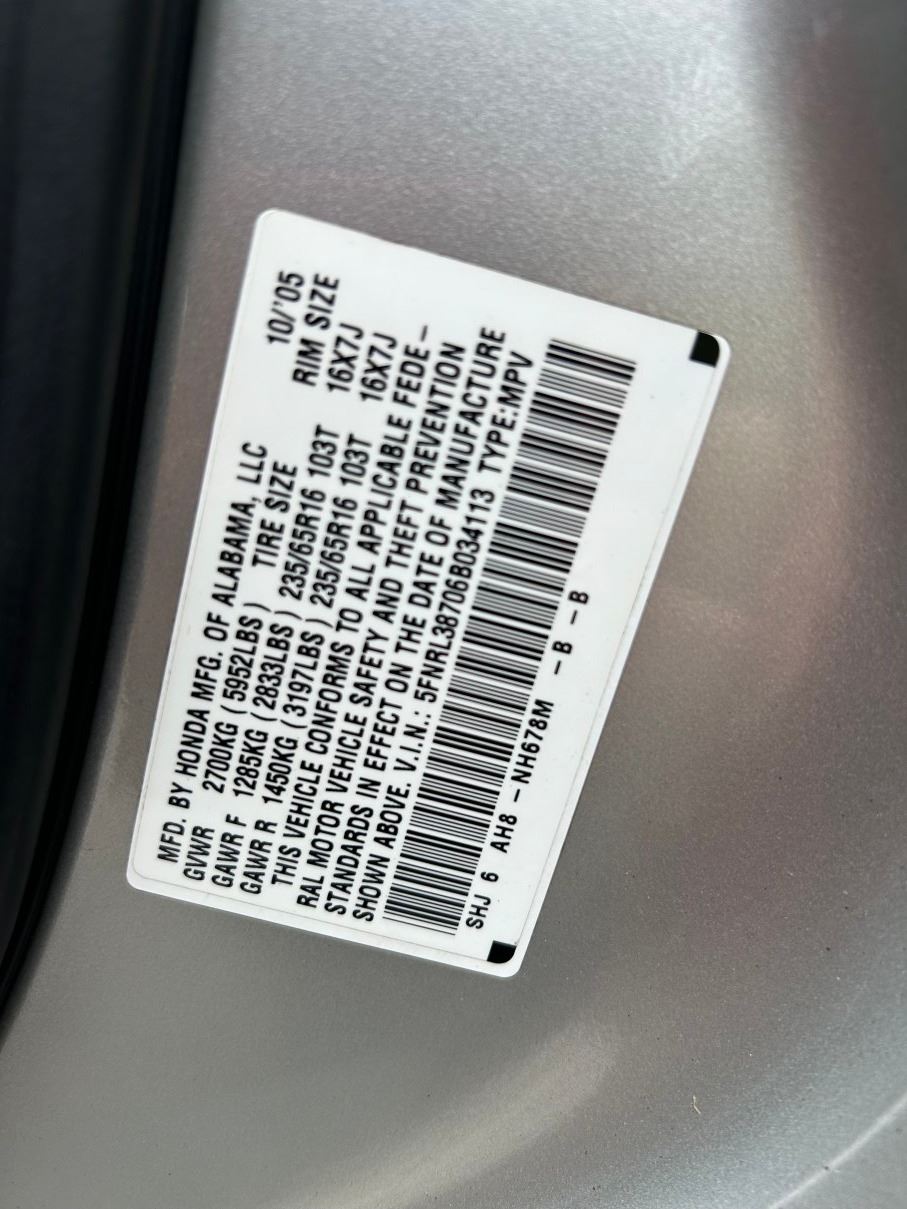 MFD. BY HONDA MFG. OF ALABAMA, LLC 10/'05
GVWR 2700KG ( 5952LBS ) TIRE SIZE RIM SIZE
GAWR F 1285KG ( 2833LBS ) 235/65R16 103T 16X7J
GAWR R 1450KG ( 3197LBS ) 235/65R16 103T 16X7J
THIS VEHICLE CONFORMS TO ALL APPLICABLE FEDE-
RAL MOTOR VEHICLE SAFETY AND THEFT PREVENTION
STANDARDS IN EFFECT ON THE DATE OF MANUFACTURE
SHOWN ABOVE. V.I.N.: 5FNRL38706B034113 TYPE:MPV
SHJ 6 AH8 - NH678M - B - B